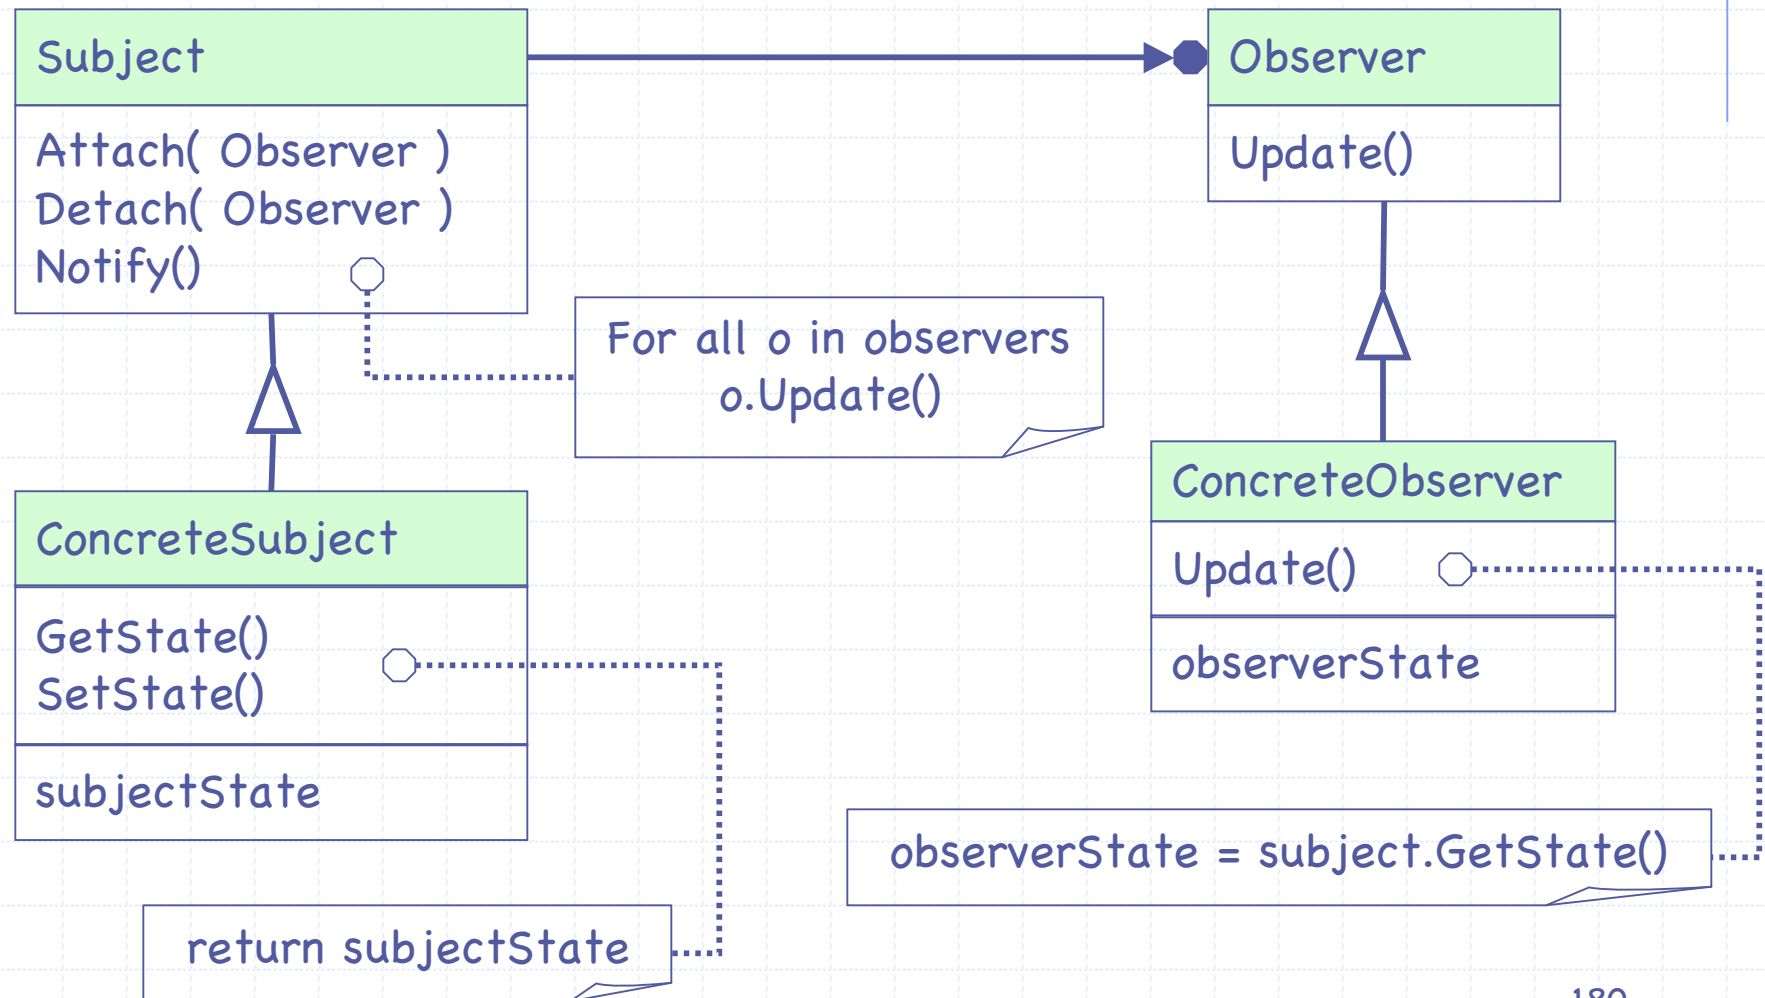 Subject
Attach( Observer )
Detach( Observer )
Notify()
Observer
Update()
For all o in observers
o.Update()
ConcreteSubject
GetState()
SetState()
subjectState
ConcreteObserver
Update()
observerState
observerState = subject.GetState()
return subjectState
180